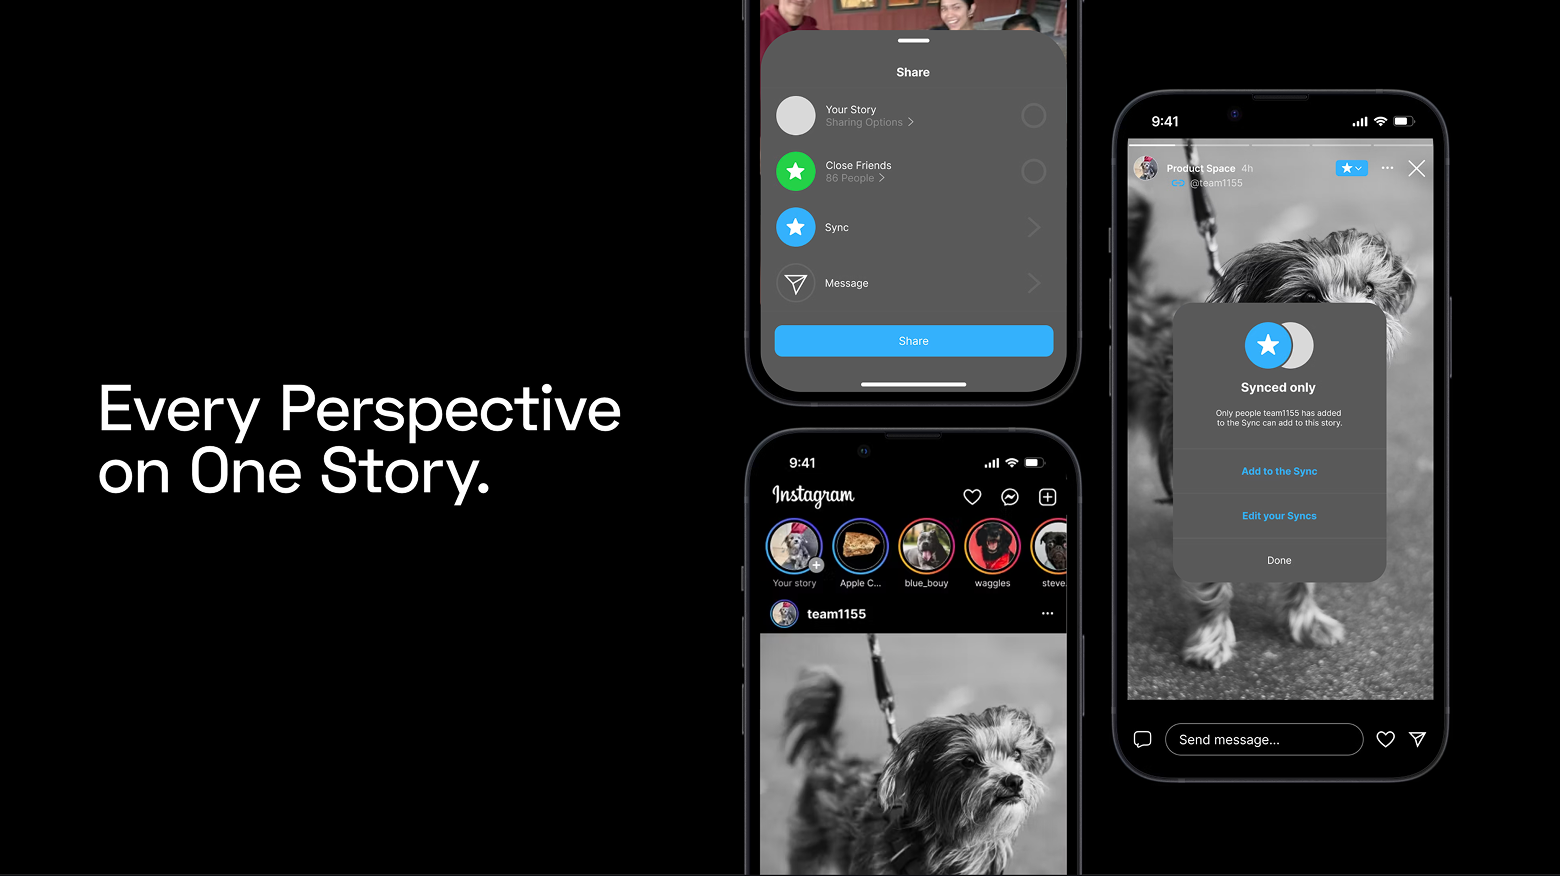 Every Perspective
on One Story.
Share
Your Story
Sharing Options >
Close Friends
86 People >
Sync
Message
Share
9:41
Instagram
Your story
Apple C...
blue_bouy
waggles
steve.
team1155
9:41
Product Space 4h
@team1155
Synced only
Only people team1155 has added
to the Sync can add to this story.
Add to the Sync
Edit your Syncs
Done
Send message...